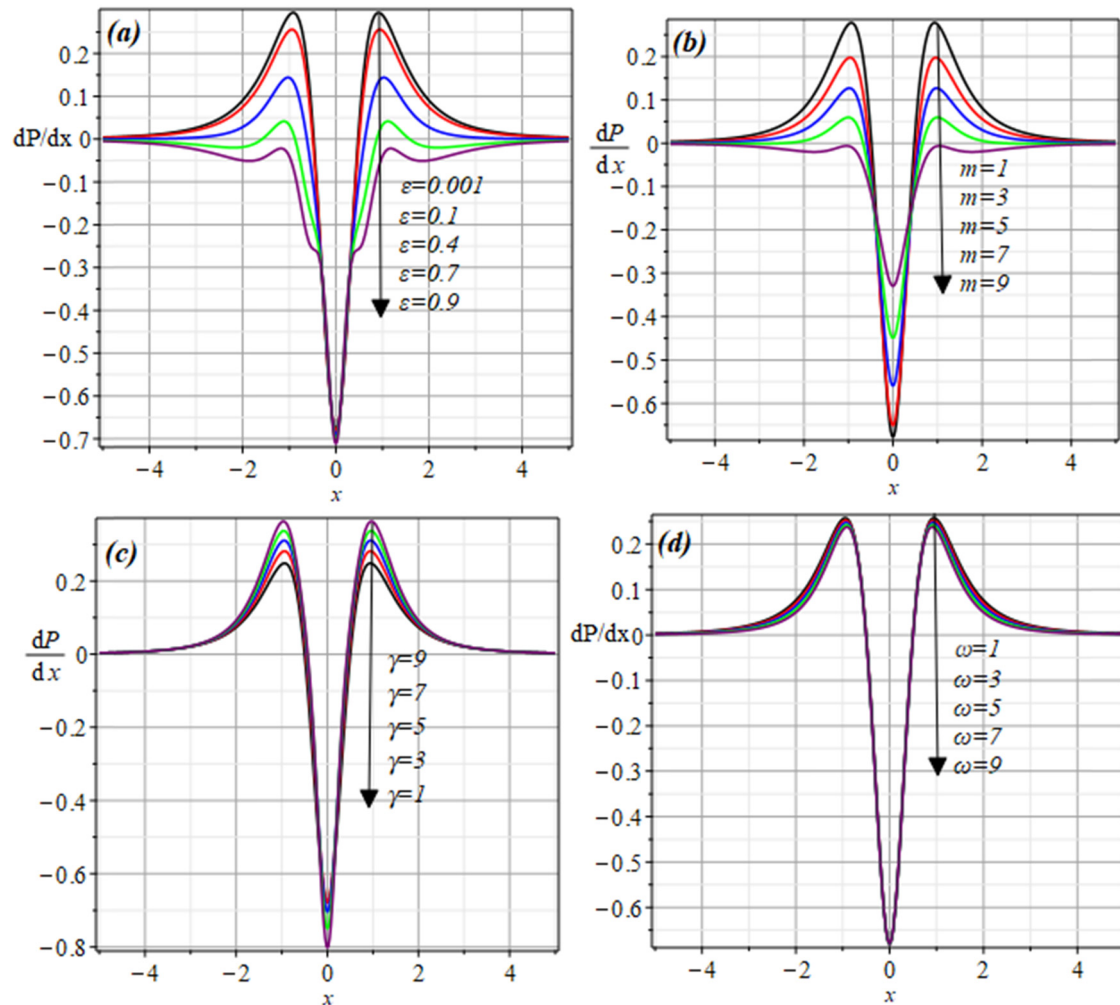 (a)
0.2
0.1
dP/dx 0
−0.1
−0.2
−0.3
−0.4
−0.5
−0.6
−0.7
ε=0.001
ε=0.1
ε=0.4
ε=0.7
ε=0.9
−4 −2 0 2 4
x
(b)
0.2
0.1
dP
dx
0
−0.1
−0.2
−0.3
−0.4
−0.5
−0.6
m=1
m=3
m=5
m=7
m=9
−4 −2 0 2 4
x
(c)
0.2
dP
dx
0
−0.2
−0.4
−0.6
−0.8
γ=9
γ=7
γ=5
γ=3
γ=1
−4 −2 0 2 4
x
(d)
0.2
0.1
dP/dx 0
−0.1
−0.2
−0.3
−0.4
−0.5
−0.6
ω=1
ω=3
ω=5
ω=7
ω=9
−4 −2 0 2 4
x